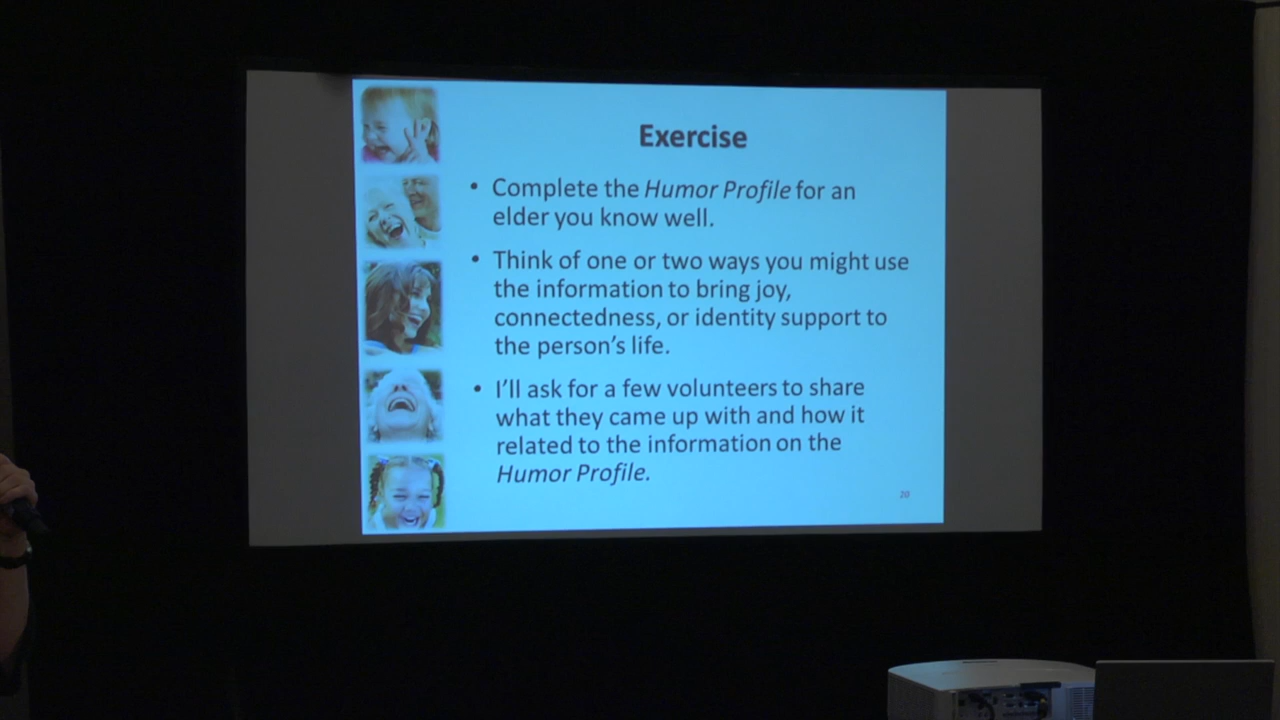 Exercise
• Complete the Humor Profile for an
elder you know well.
• Think of one or two ways you might use
the information to bring joy,
connectedness, or identity support to
the person's life.
• I'll ask for a few volunteers to share
what they came up with and how it
related to the information on the
Humor Profile.
20